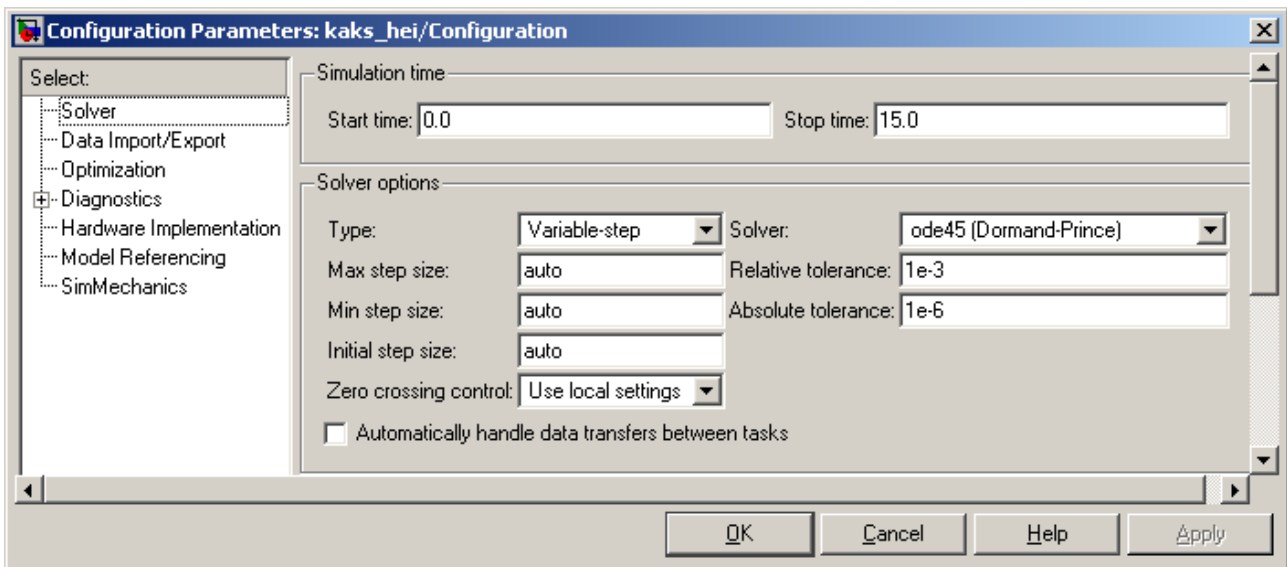 Configuration Parameters: kaks_hei/Configuration
Select:
Solver
Data Import/Export
Optimization
Diagnostics
Hardware Implementation
Model Referencing
SimMechanics
Simulation time
Start time: 0.0 Stop time: 15.0
Solver options
Type: Variable-step Solver: ode45 (Dormand-Prince)
Max step size: auto Relative tolerance: 1e-3
Min step size: auto Absolute tolerance: 1e-6
Initial step size: auto
Zero crossing control: Use local settings
Automatically handle data transfers between tasks
OK Cancel Help Apply